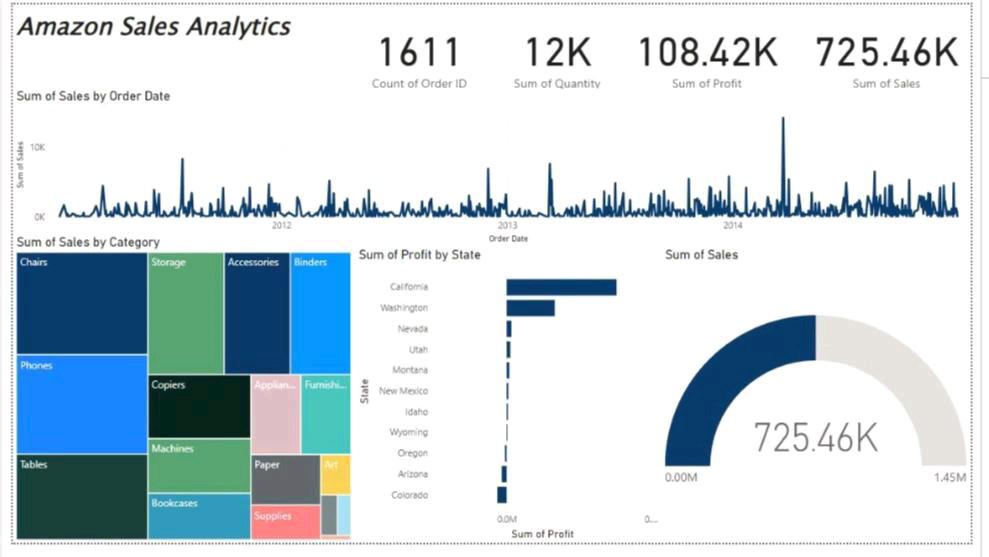 Amazon Sales Analytics
1611
Count of Order ID
12K
Sum of Quantity
108.42K
Sum of Profit
725.46K
Sum of Sales
Sum of Sales by Order Date
Sum of Sales
10K
0K
2012
2013
2014
Order Date
Sum of Sales by Category
Chairs
Storage
Accessories
Binders
Phones
Copiers
Applian...
Furnishi...
Machines
Tables
Paper
Art
Bookcases
Supplies
Sum of Profit by State
State
California
Washington
Nevada
Utah
Montana
New Mexico
Idaho
Wyoming
Oregon
Arizona
Colorado
0.0M
0...
Sum of Profit
Sum of Sales
725.46K
0.00M
1.45M